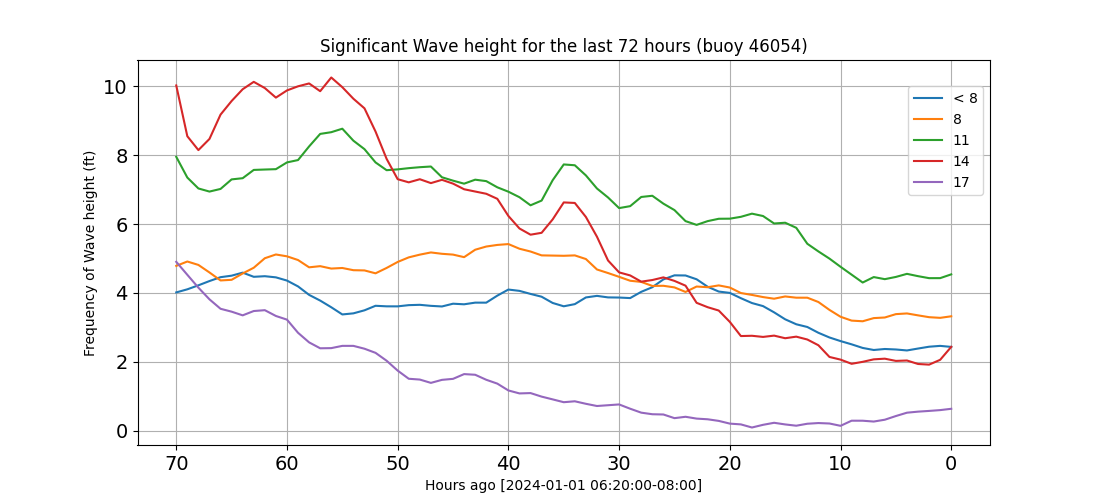 Significant Wave height for the last 72 hours (buoy 46054)
Frequency of Wave height (ft)
10
8
6
4
2
0
< 8
8
11
14
17
70 60 50 40 30 20 10 0
Hours ago [2024-01-01 06:20:00-08:00]